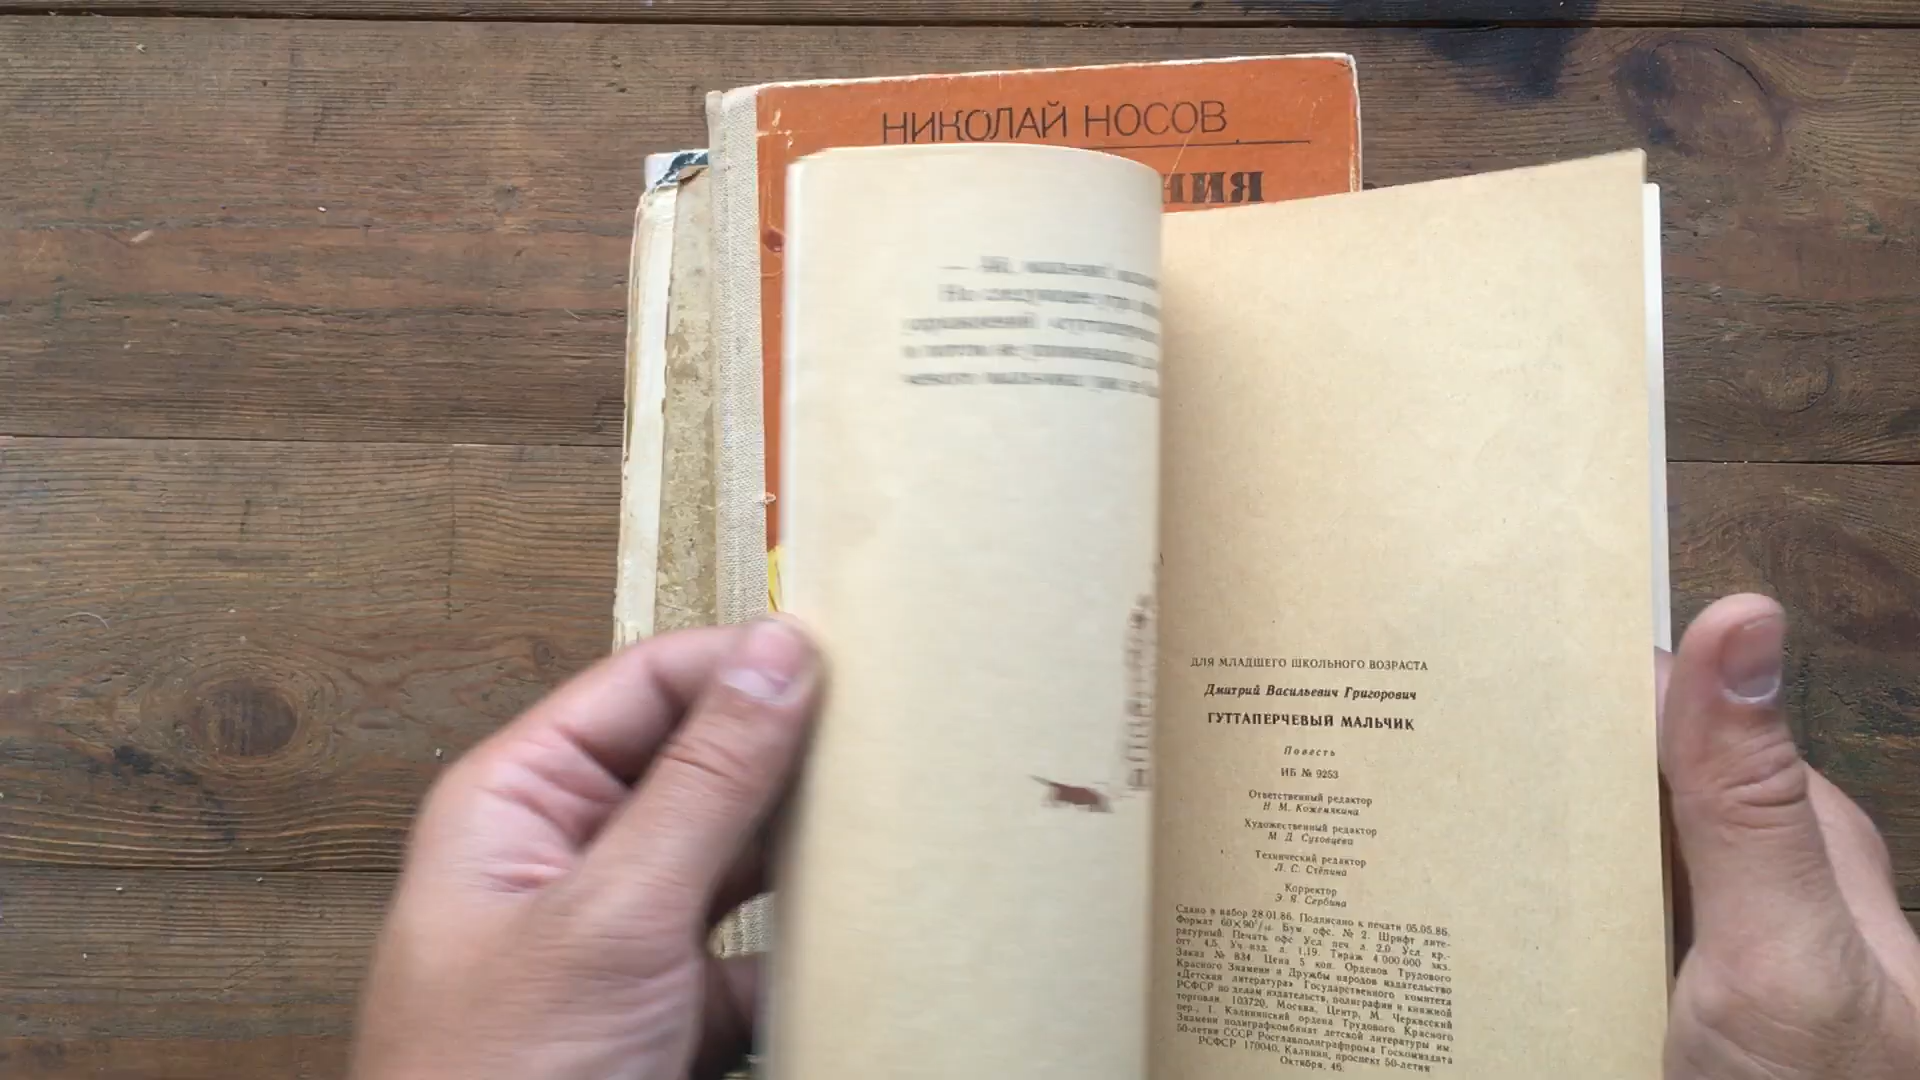 НИКОЛАЙ НОСОВ
НИЯ
ДЛЯ МЛАДШЕГО ШКОЛЬНОГО ВОЗРАСТА
Дмитрий Васильевич Григорович
ГУТТАПЕРЧЕВЫЙ МАЛЬЧИК
Повесть
ИБ № 9253
Ответственный редактор
Н. М. Кожемякина
Художественный редактор
М. Д. Суховцева
Технический редактор
Л. С. Стёпина
Корректор
Э. Я. Сербина
Сдано в набор 28.01.86. Подписано к печати 05.05.86.
Формат 60×90 Бум. офс. № 2. Шрифт лите-
ратурный. Печать офс. Усл. печ. л. 2,0. Усл. кр.-
отт. 4,5. Уч.-изд. л. 1,19. Тираж 4 000 000 экз.
Заказ № 834. Цена 5 коп. Орденов Трудового
Красного Знамени и Дружбы народов издательство
«Детская литература» Государственного комитета
РСФСР по делам издательств, полиграфии и книжной
торговли. 103720, Москва, Центр, М. Черкасский
пер., 1. Калининский ордена Трудового Красного
Знамени полиграфкомбинат детской литературы им.
50-летия СССР Росглавполиграфпрома Госкомиздата
РСФСР. 170040, Калинин, проспект 50-летия
Октября, 46.